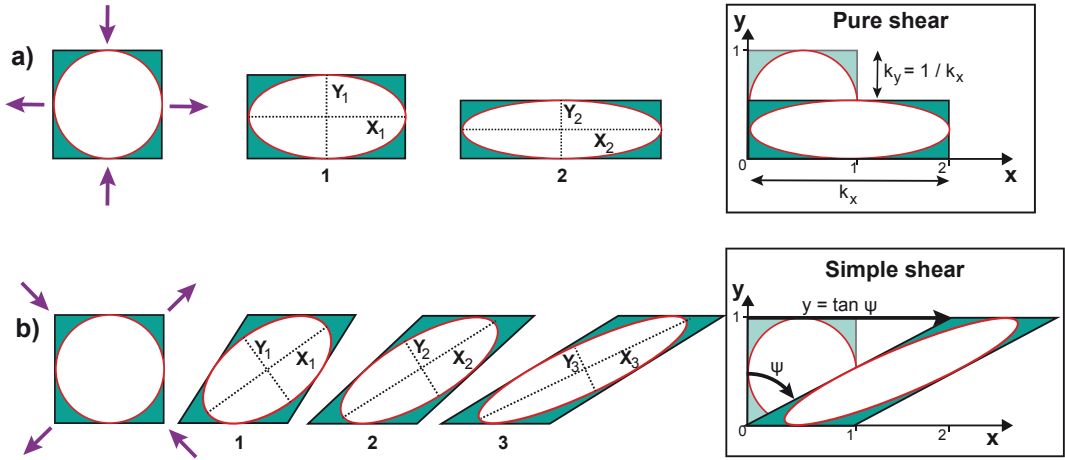 a)
Y1
X1
1
Y2
X2
2
Pure shear
y
1
ky = 1 / kx
0
1
2
x
kx
b)
Y1
X1
1
Y2
X2
2
Y3
X3
3
Simple shear
y
y = tan ψ
1
ψ
0
1
2
x